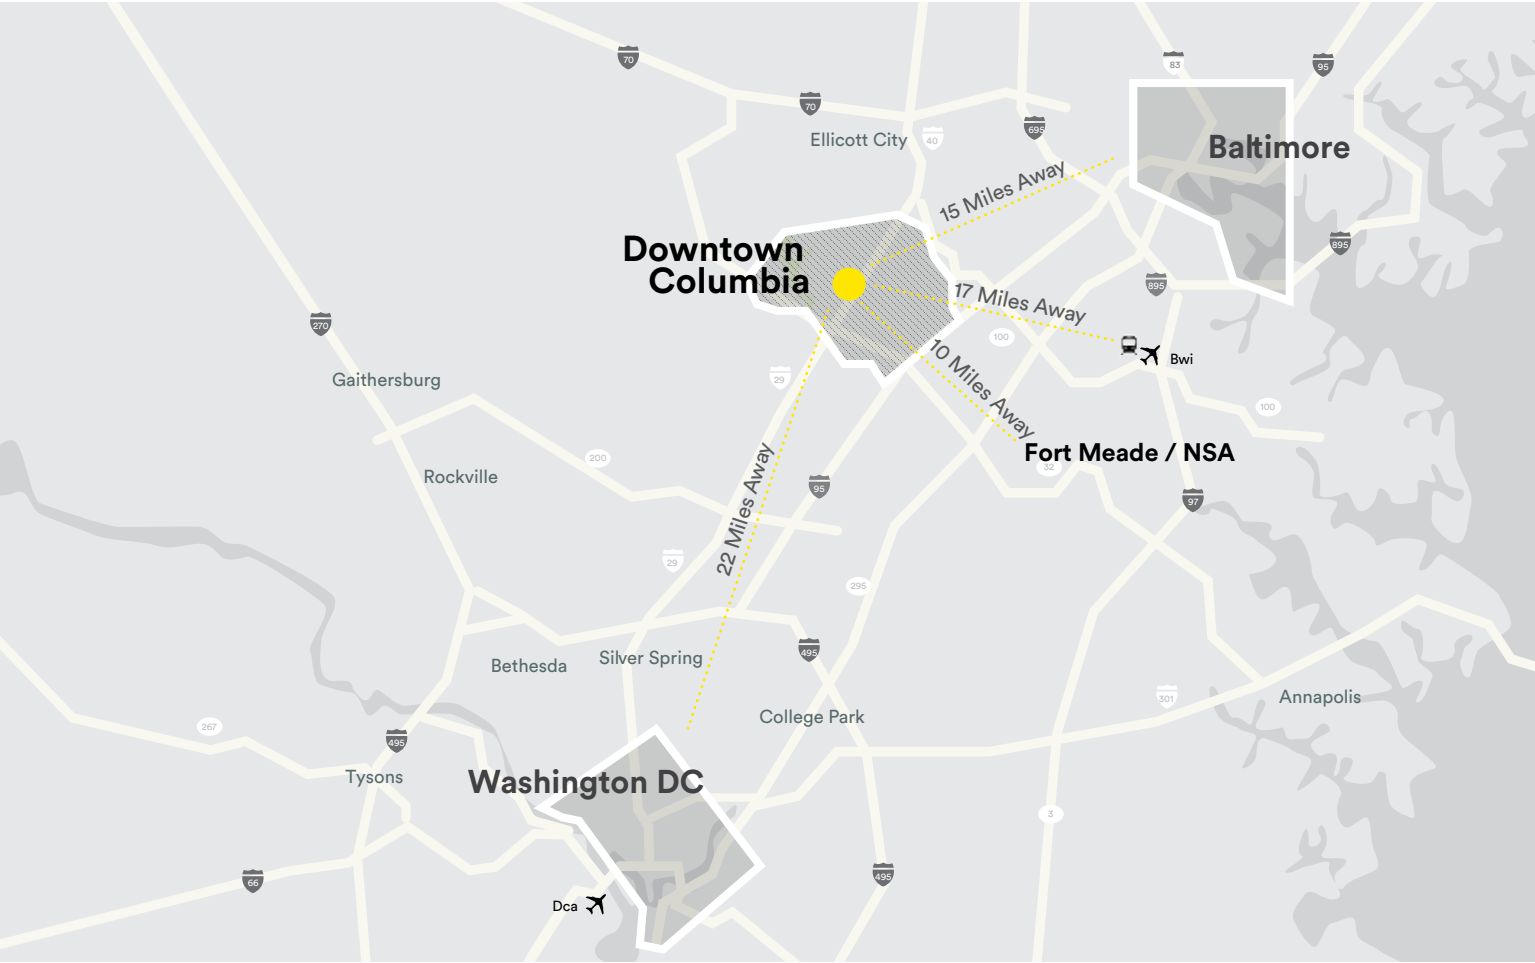 70
83
95
70
Ellicott City
40
695
Baltimore
15 Miles Away
Downtown
Columbia
895
895
17 Miles Away
270
100
10 Miles Away
Bwi
Gaithersburg
29
100
200
Rockville
22 Miles Away
95
Fort Meade / NSA
32
97
29
295
495
Bethesda
Silver Spring
College Park
301
Annapolis
267
495
Tysons
Washington DC
3
66
495
Dca